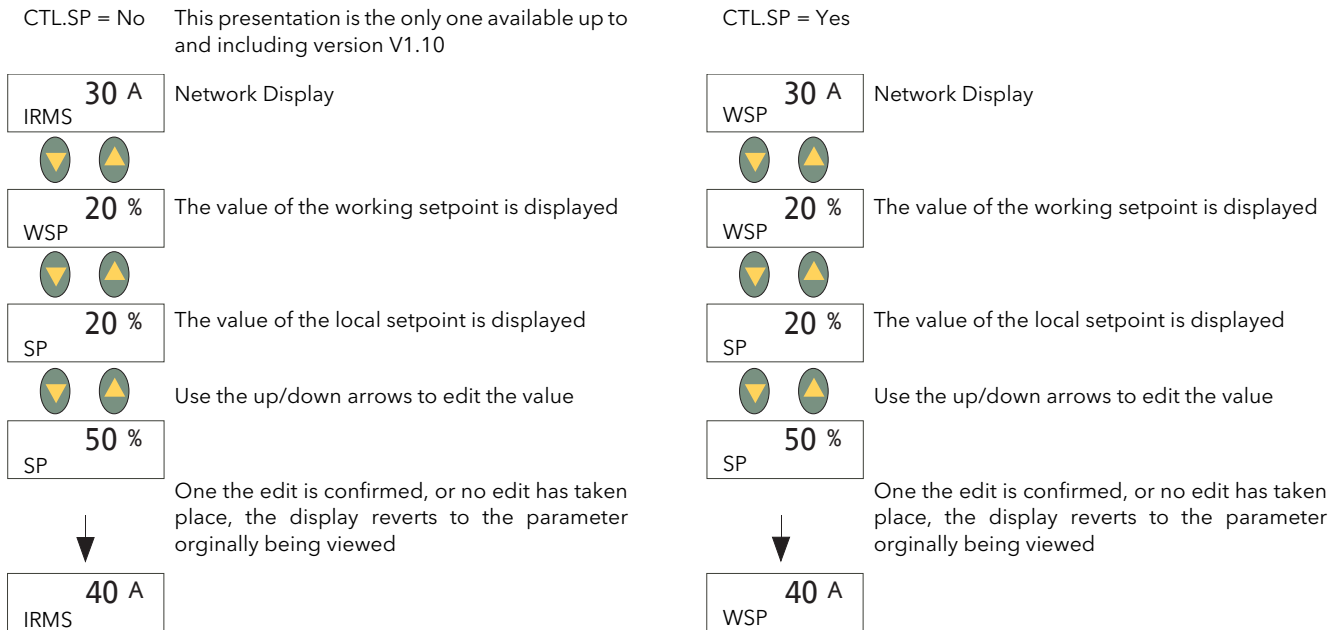 CTL.SP = No
This presentation is the only one available up to
and including version V1.10
30 A
IRMS
Network Display
20 %
WSP
The value of the working setpoint is displayed
20 %
SP
The value of the local setpoint is displayed
Use the up/down arrows to edit the value
50 %
SP
One the edit is confirmed, or no edit has taken
place, the display reverts to the parameter
orginally being viewed
40 A
IRMS
CTL.SP = Yes
30 A
WSP
Network Display
20 %
WSP
The value of the working setpoint is displayed
20 %
SP
The value of the local setpoint is displayed
Use the up/down arrows to edit the value
50 %
SP
One the edit is confirmed, or no edit has taken
place, the display reverts to the parameter
orginally being viewed
40 A
WSP